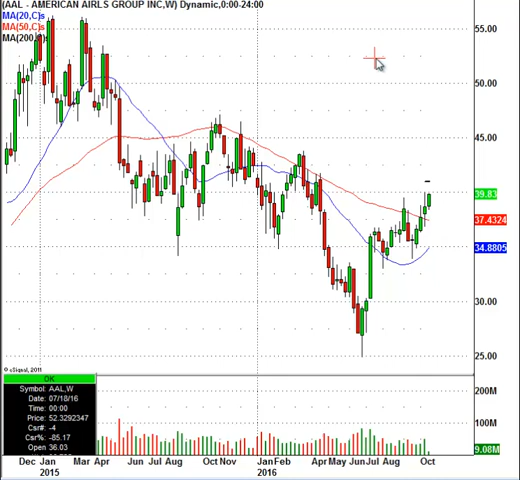 (AAL - AMERICAN AIRLS GROUP INC,W) Dynamic,0:00-24:00
MA(20,C)s
MA(50,C)s
MA(200,
55.00
50.00
45.00
39.83
37.4324
34.8805
30.00
25.00
© eSignal, 2011
OK
Symbol: AAL,W
Date: 07/18/16
Time: 00:00
Price: 52.3292347
Csr#: -4
Csr%: -85.17
Open 36.03
200M
100M
9.08M
Dec Jan Mar Apr Jun Jul Aug Oct Nov Jan Feb Apr May Jun Jul Aug Oct
2015 2016